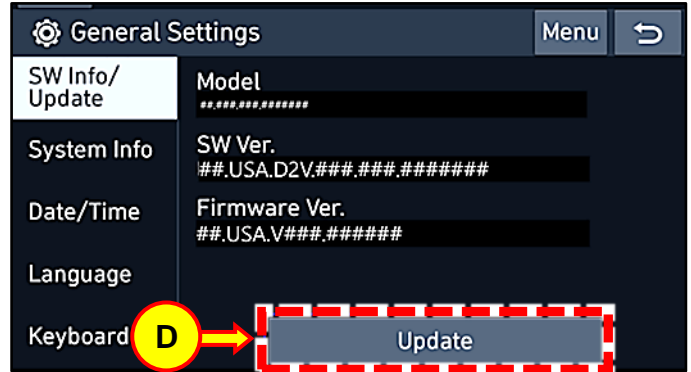 General Settings
Menu
SW Info/
Update
Model
##.###.###.#######
System Info
SW Ver.
##.USA.D2V.###.###.#######
Date/Time
Firmware Ver.
##.USA.V###.######
Language
Keyboard
D
Update